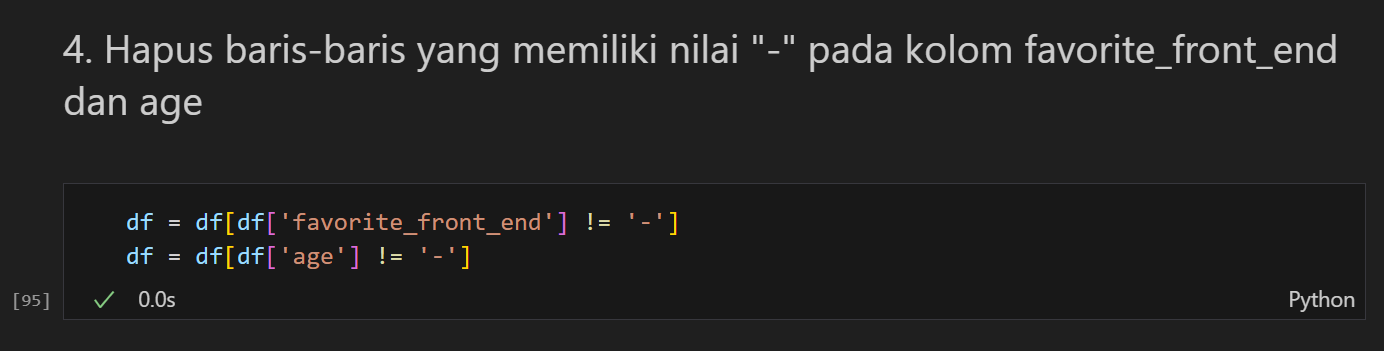 4. Hapus baris-baris yang memiliki nilai "-" pada kolom favorite_front_end
dan age
df = df[df['favorite_front_end'] != '-']
df = df[df['age'] != '-']
[95]
0.0s
Python